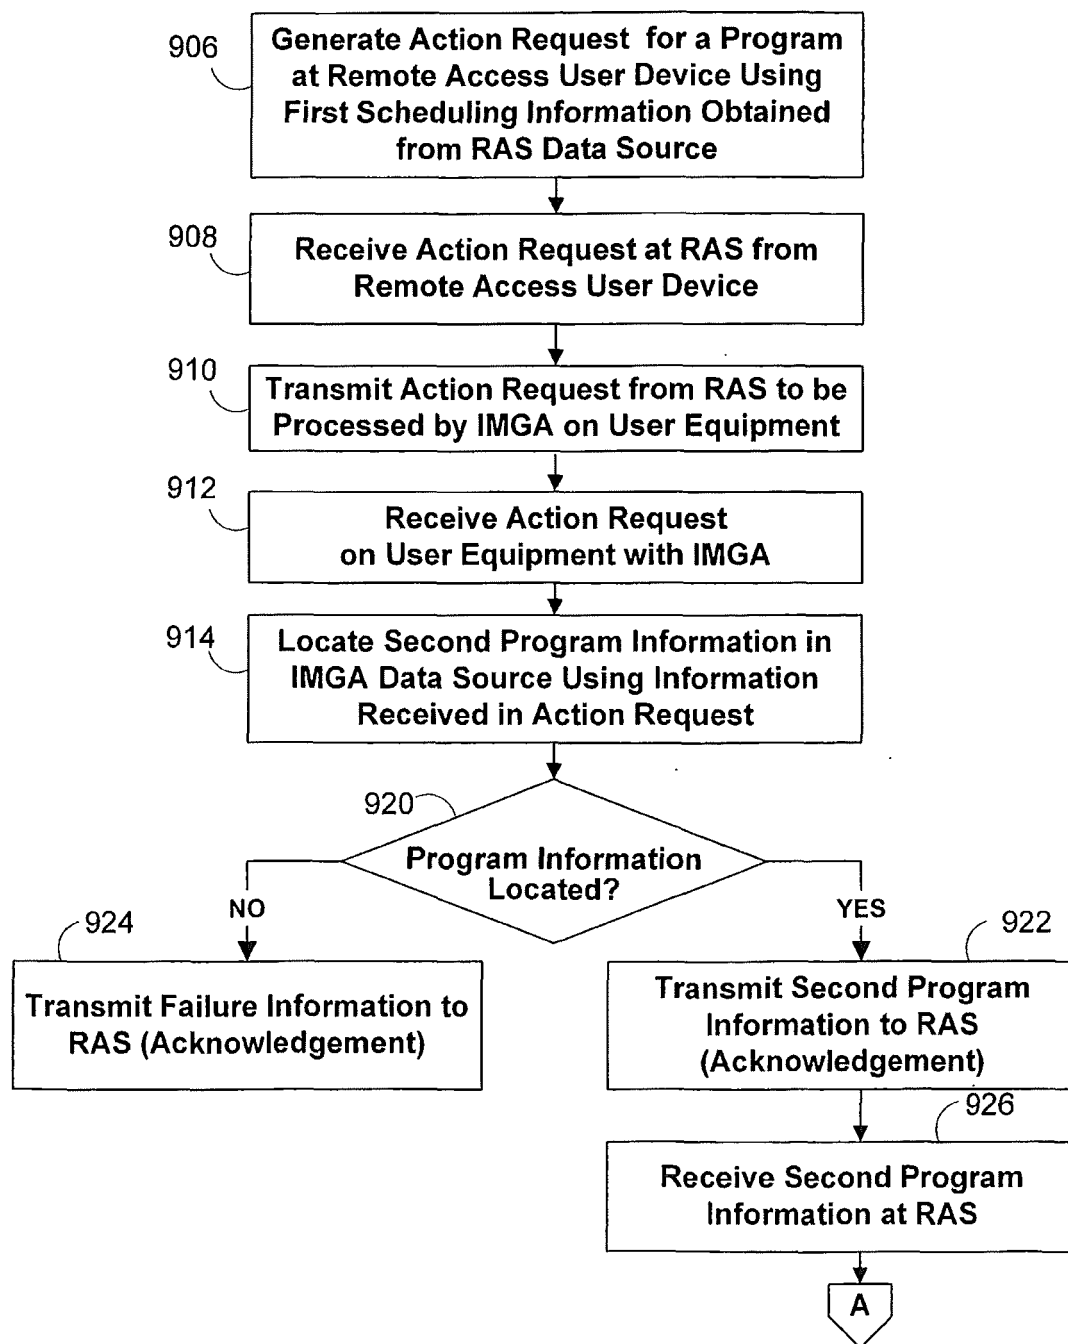 906
Generate Action Request for a Program
at Remote Access User Device Using
First Scheduling Information Obtained
from RAS Data Source
908
Receive Action Request at RAS from
Remote Access User Device
910
Transmit Action Request from RAS to be
Processed by IMGA on User Equipment
912
Receive Action Request
on User Equipment with IMGA
914
Locate Second Program Information in
IMGA Data Source Using Information
Received in Action Request
920
Program Information
Located?
NO
YES
924
Transmit Failure Information to
RAS (Acknowledgement)
922
Transmit Second Program
Information to RAS
(Acknowledgement)
926
Receive Second Program
Information at RAS
A